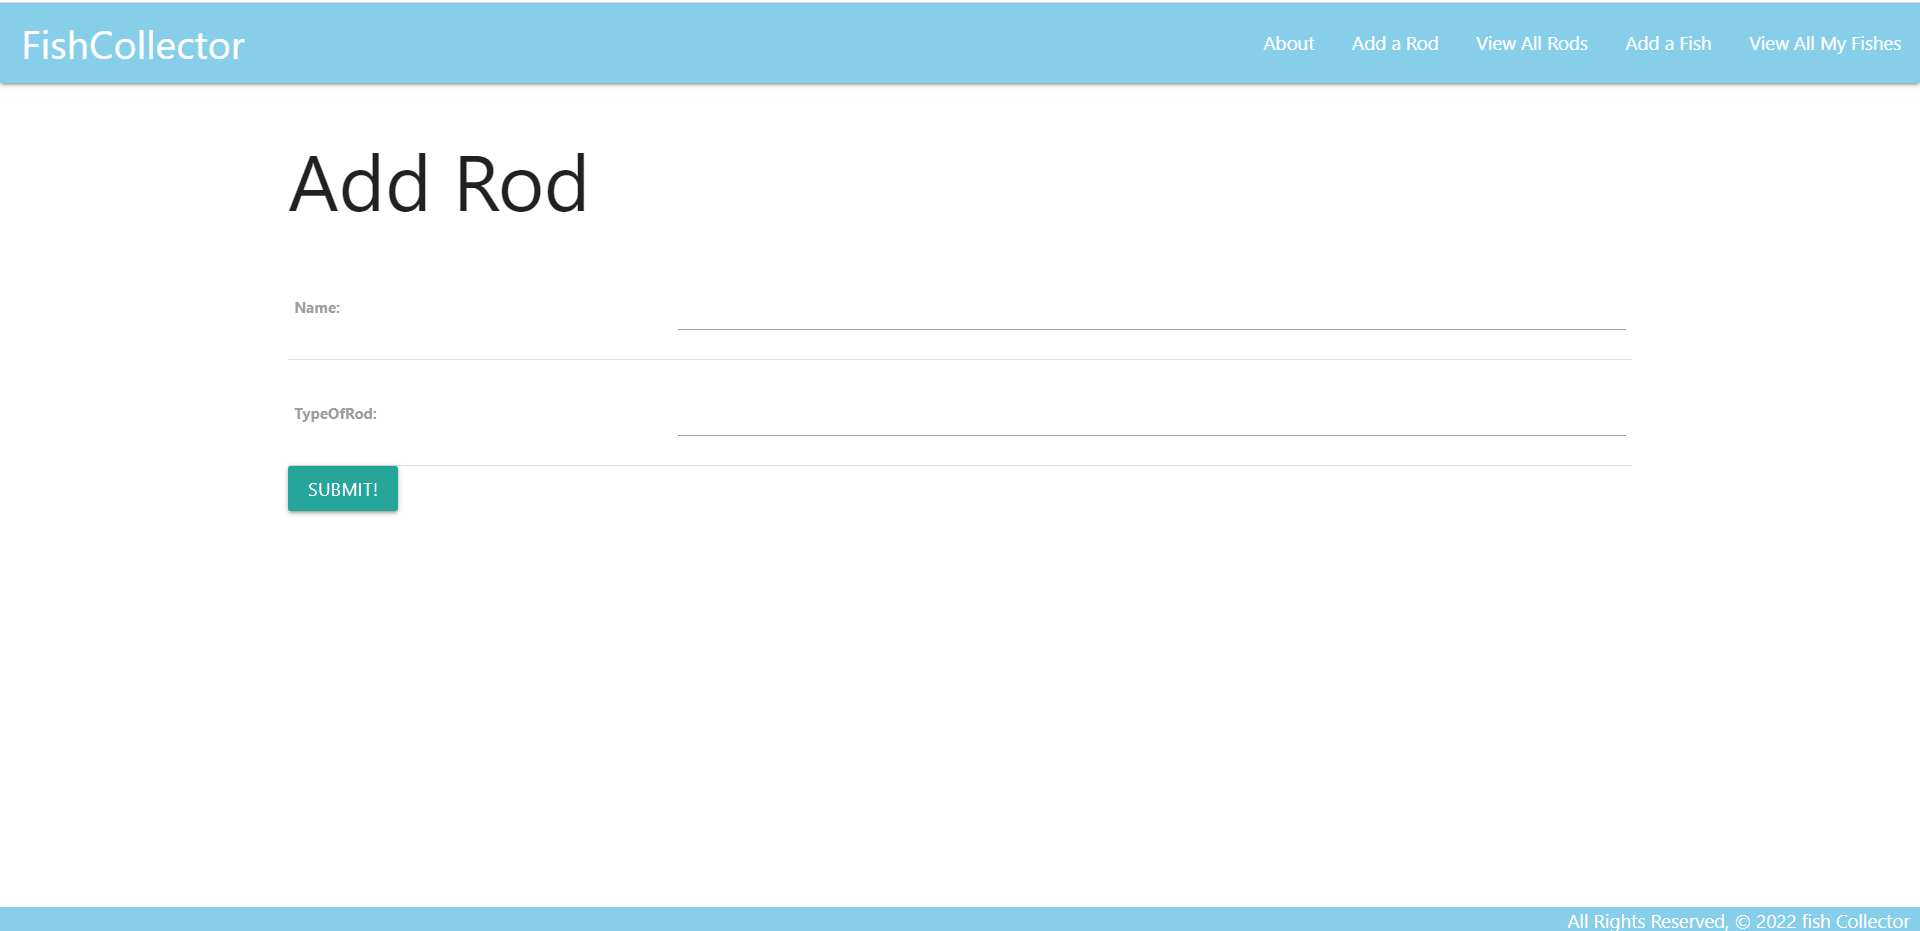 FishCollector
About Add a Rod View All Rods Add a Fish View All My Fishes
Add Rod
Name:
TypeOfRod:
SUBMIT!
All Rights Reserved, © 2022 fish Collector